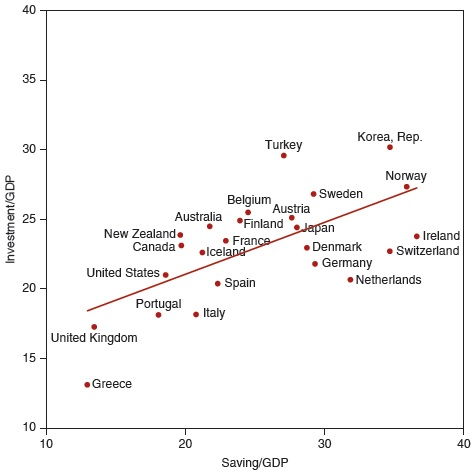 40
35
30
25
20
15
10
Investment/GDP
Turkey
Korea, Rep.
Norway
Belgium
Sweden
Austria
Australia
Finland
Japan
New Zealand
France
Ireland
Canada
Iceland
Denmark
Switzerland
Germany
United States
Spain
Netherlands
Portugal
Italy
United Kingdom
Greece
10
20
30
40
Saving/GDP